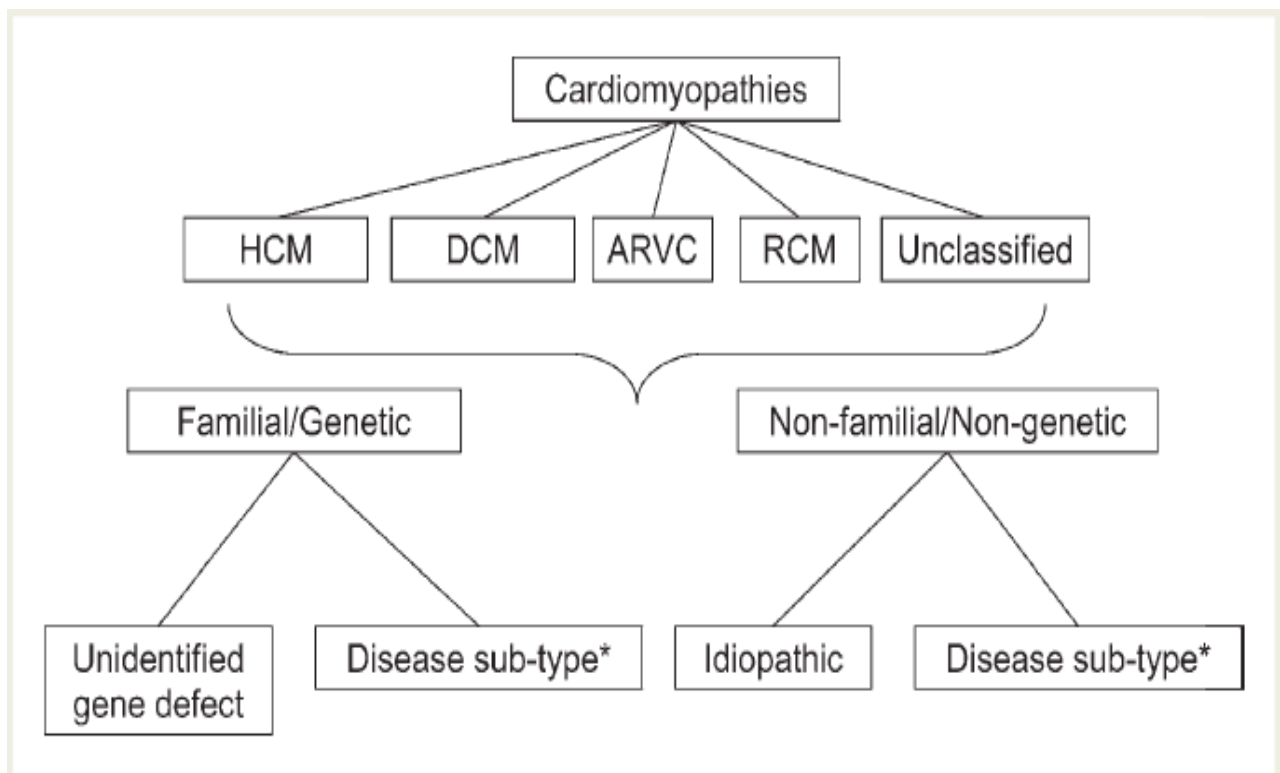 Cardiomyopathies
HCM
DCM
ARVC
RCM
Unclassified
Familial/Genetic
Non-familial/Non-genetic
Unidentified
gene defect
Disease sub-type*
Idiopathic
Disease sub-type*